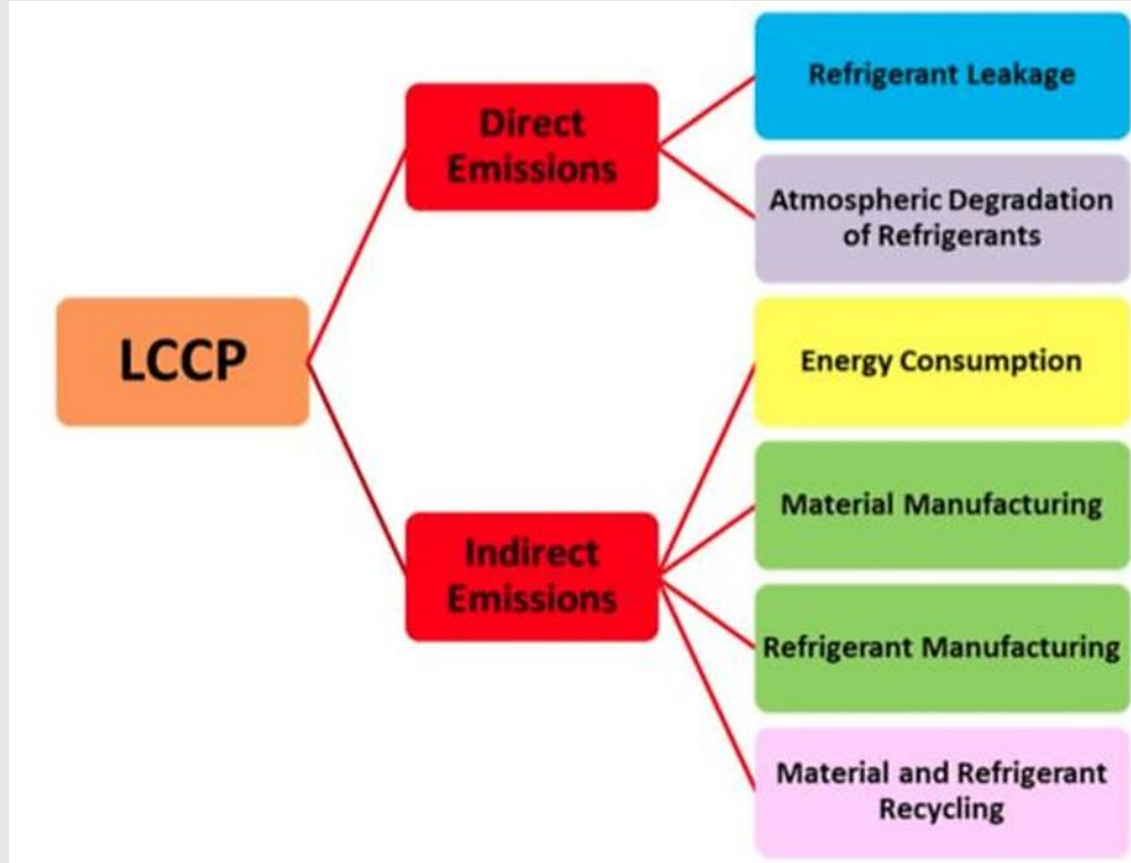 LCCP
Direct
Emissions
Refrigerant Leakage
Atmospheric Degradation
of Refrigerants
Indirect
Emissions
Energy Consumption
Material Manufacturing
Refrigerant Manufacturing
Material and Refrigerant
Recycling